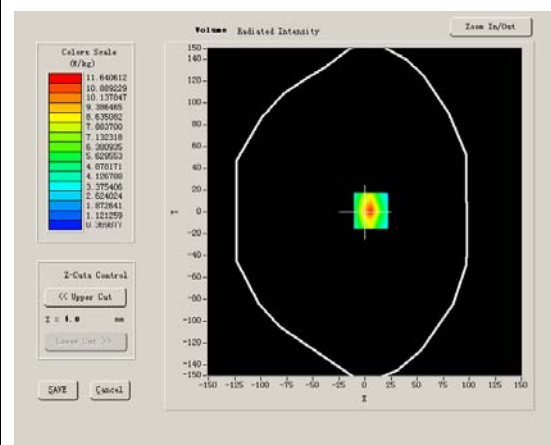 Volume Radiated Intensity
Zoom In/Out
Colors Scale
(W/kg)
11.640612
10.889229
10.137847
9.386465
8.635082
7.883700
7.132318
6.380935
5.629553
4.878171
4.126788
3.375406
2.624024
1.872641
1.121259
0.369877
Z-Cuts Control
<< Upper Cut
Z = 4.0 mm
Lower Cut >>
SAVE
Cancel
150
140
120
100
80
60
40
20
0
-20
-40
-60
-80
-100
-120
-140
-150
Y
-150 -125 -100 -75 -50 -25 0 25 50 75 100 125 150
X